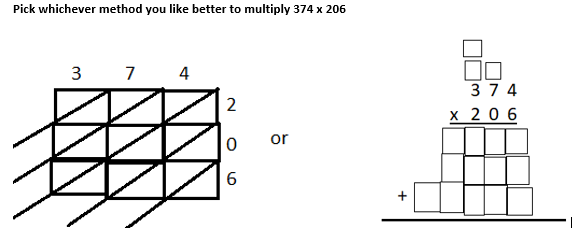 Pick whichever method you like better to multiply 374 x 206
3 7 4
2
0
6
or
3 7 4
x 2 0 6
+